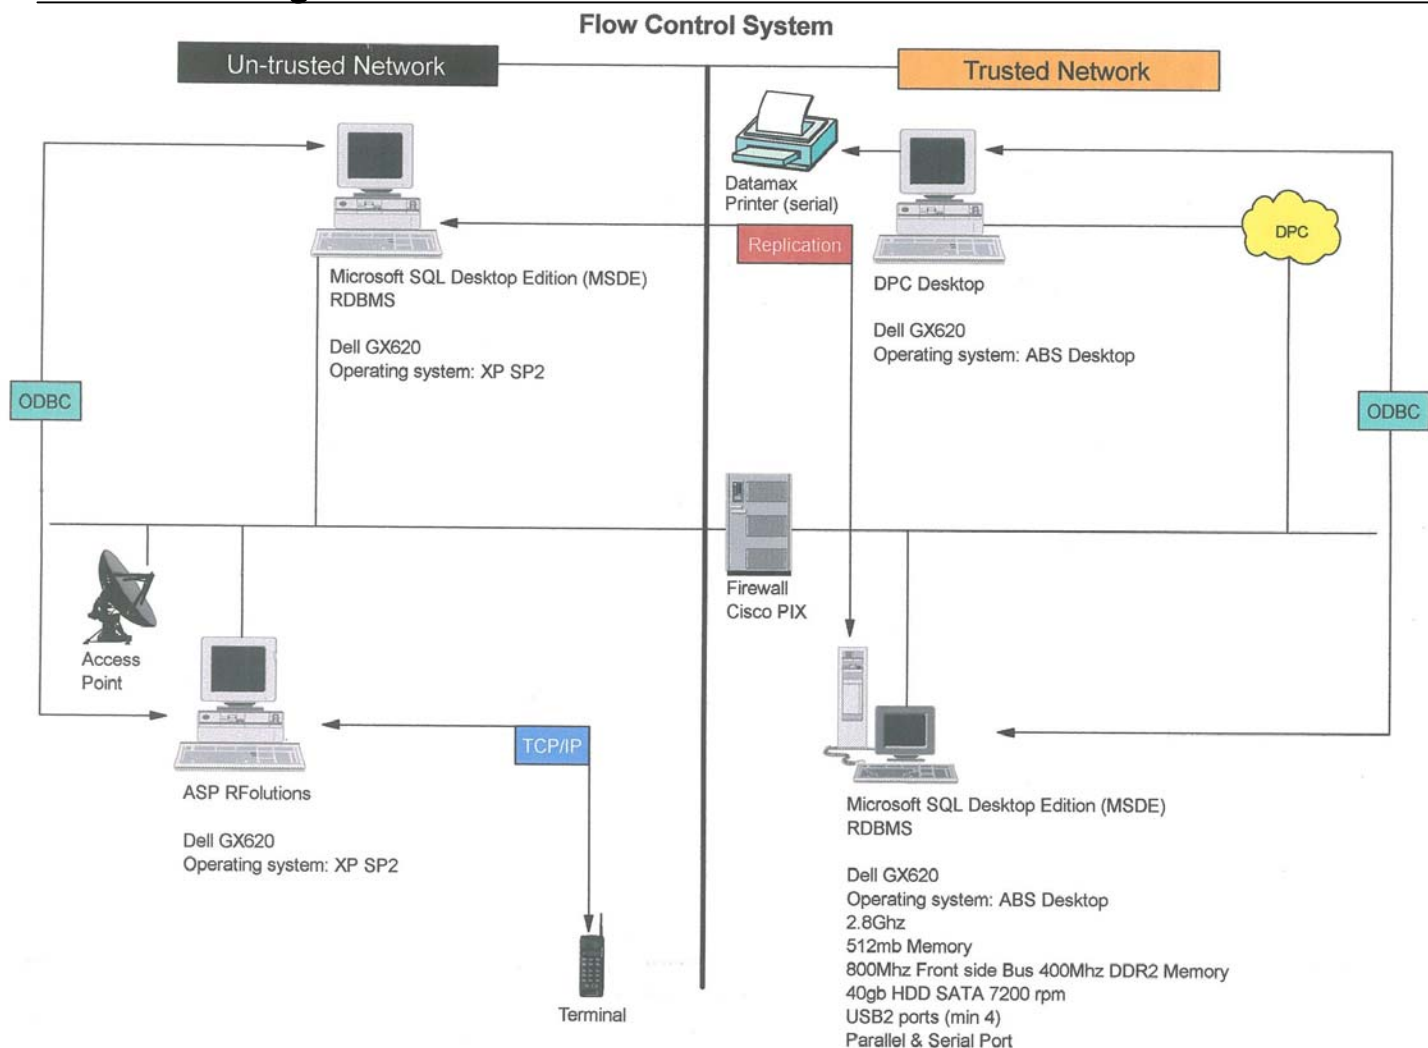 Flow Control System
Un-trusted Network
Trusted Network
Datamax
Printer (serial)
Replication
DPC
Microsoft SQL Desktop Edition (MSDE)
RDBMS
Dell GX620
Operating system: XP SP2
DPC Desktop
Dell GX620
Operating system: ABS Desktop
ODBC
ODBC
Firewall
Cisco PIX
Access
Point
TCP/IP
ASP RFolutions
Dell GX620
Operating system: XP SP2
Terminal
Microsoft SQL Desktop Edition (MSDE)
RDBMS
Dell GX620
Operating system: ABS Desktop
2.8Ghz
512mb Memory
800Mhz Front side Bus 400Mhz DDR2 Memory
40gb HDD SATA 7200 rpm
USB2 ports (min 4)
Parallel & Serial Port